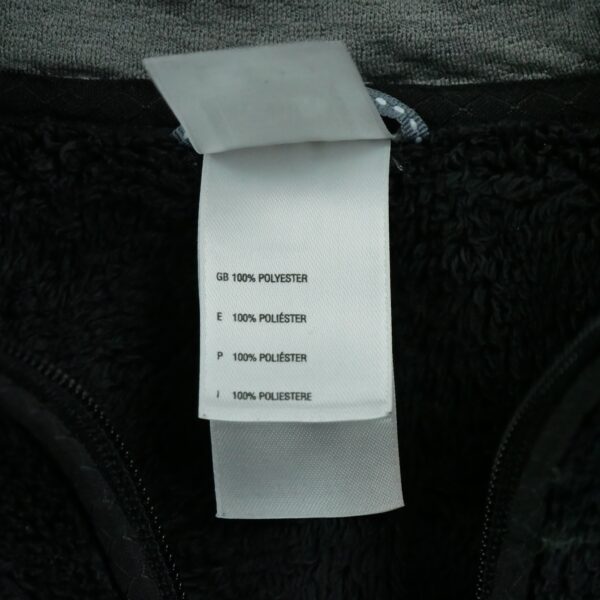 GB 100% POLYESTER
E 100% POLIÉSTER
P 100% POLIÉSTER
I 100% POLIESTERE